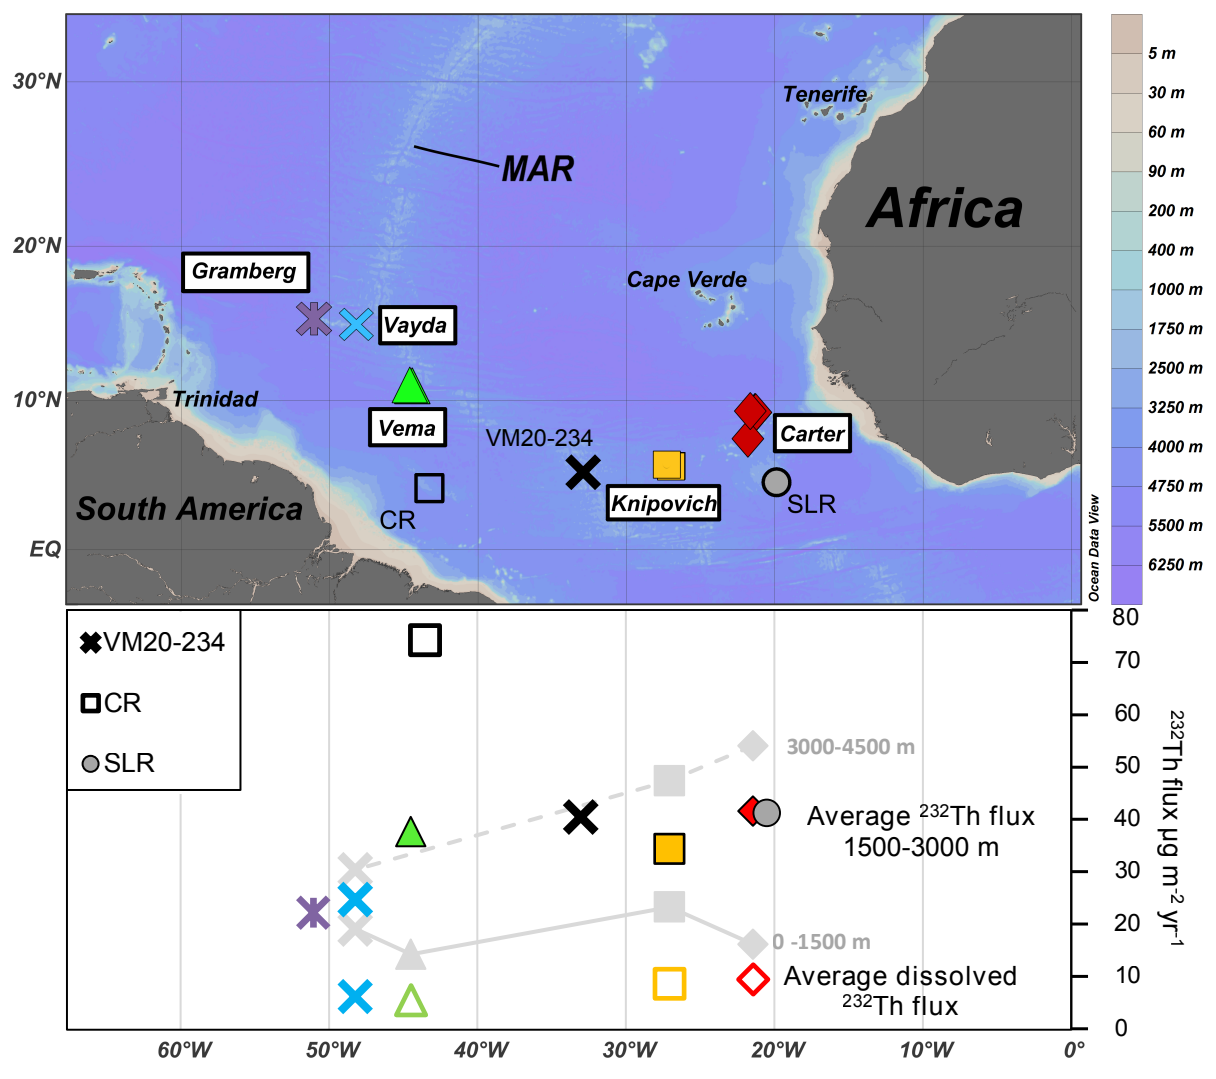 30°N
20°N
10°N
EQ
Tenerife
MAR
Africa
Gramberg
Cape Verde
Vayda
Trinidad
Vema
VM20-234
Carter
Knipovich
South America
CR
SLR
Ocean Data View
5 m
30 m
60 m
90 m
200 m
400 m
1000 m
1750 m
2500 m
3250 m
4000 m
4750 m
5500 m
6250 m
VM20-234
CR
SLR
3000-4500 m
Average ²³²Th flux
1500-3000 m
0 -1500 m
Average dissolved
²³²Th flux
80
70
60
50
40
30
20
10
0
²³²Th flux µg m⁻² yr⁻¹
60°W
50°W
40°W
30°W
20°W
10°W
0°